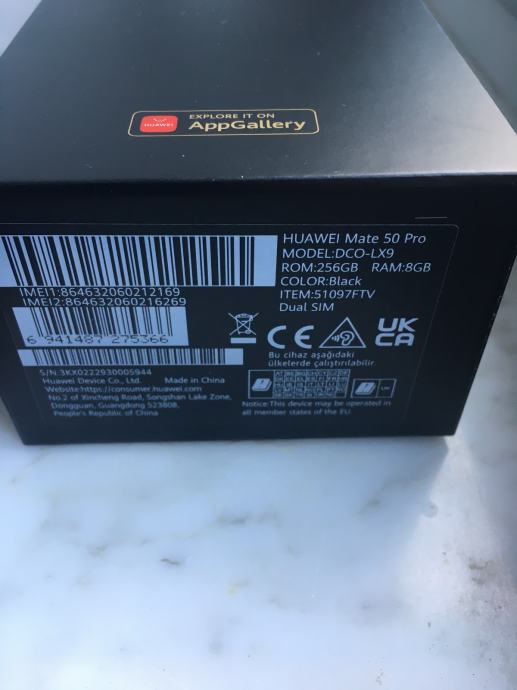 EXPLORE IT ON
HUAWEI AppGallery
HUAWEI Mate 50 Pro
MODEL:DCO-LX9
ROM:256GB RAM:8GB
COLOR:Black
ITEM:51097FTV
Dual SIM
IMEI1:864632060212169
IMEI2:864632060216269
6 941487 275366
S/N:3KX0222930005944
Huawei Device Co., Ltd. Made in China
Website:https://consumer.huawei.com
No.2 of Xincheng Road, Songshan Lake Zone,
Dongguan, Guangdong 523808,
People's Republic of China
CE
UK
CA
Bu cihaz aşağıdaki
ülkelerde çalıştırılabilir.
Notice:This device may be operated in
all member states of the EU